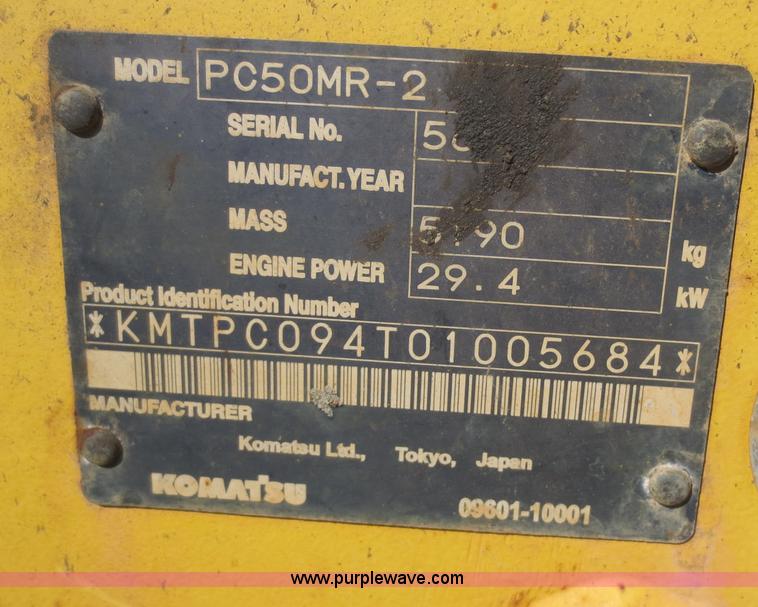 MODEL PC50MR-2
SERIAL No.
MANUFACT.YEAR
MASS 5190 kg
ENGINE POWER 29.4 kW
Product Identification Number
*KMTPC094T01005684*
MANUFACTURER
Komatsu Ltd., Tokyo, Japan
KOMATSU 09601-10001
www.purplewave.com